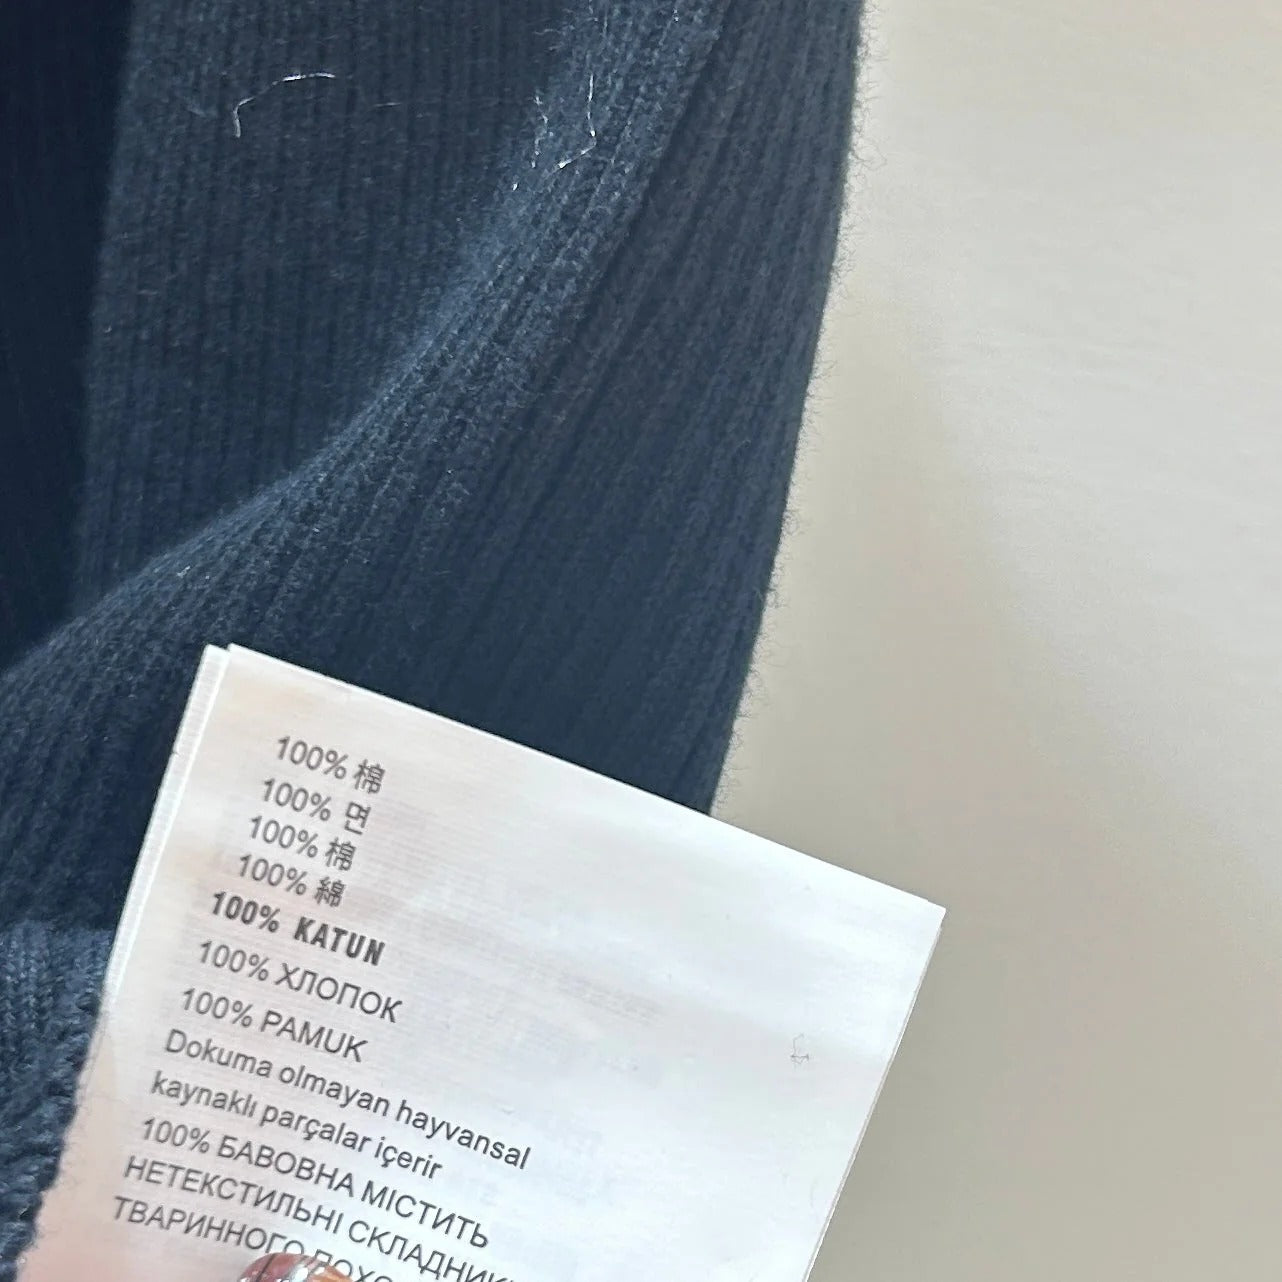 100% 棉
100% 면
100% 棉
100% 綿
100% KATUN
100% ХЛОПОК
100% PAMUK
Dokuma olmayan hayvansal
kaynaklı parçalar içerir
100% БАВОВНА МІСТИТЬ
НЕТЕКСТИЛЬНІ
ТВАРИННОГО